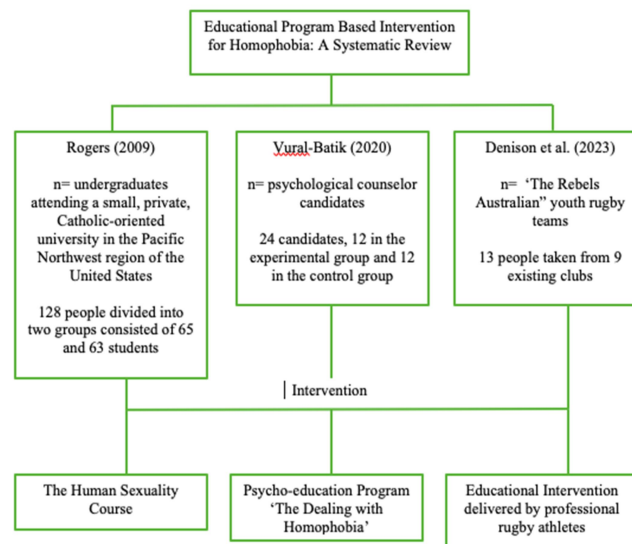 Educational Program Based Intervention
for Homophobia: A Systematic Review
Rogers (2009)
n= undergraduates
attending a small, private,
Catholic-oriented
university in the Pacific
Northwest region of the
United States
128 people divided into
two groups consisted of 65
and 63 students
Vural-Batik (2020)
n= psychological counselor
candidates
24 candidates, 12 in the
experimental group and 12
in the control group
Denison et al. (2023)
n= ‘The Rebels
Australian” youth rugby
teams
13 people taken from 9
existing clubs
Intervention
The Human Sexuality
Course
Psycho-education Program
‘The Dealing with
Homophobia’
Educational Intervention
delivered by professional
rugby athletes